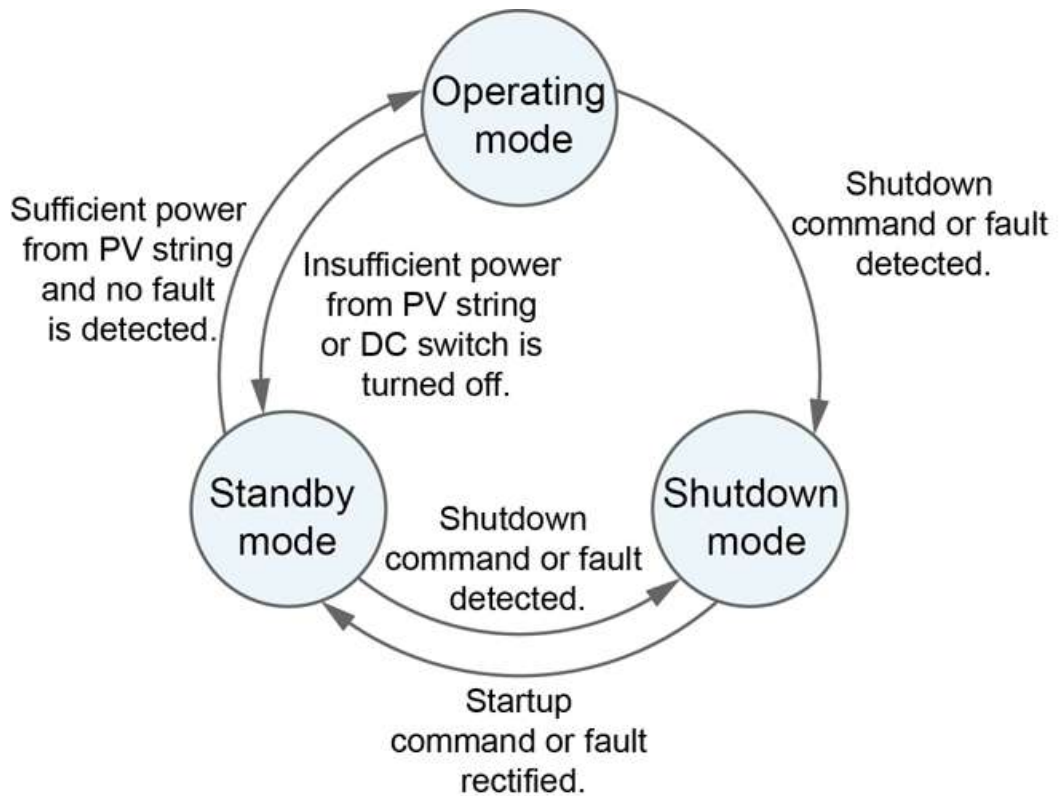 Operating
mode
Shutdown
command or fault
detected.
Sufficient power
from PV string
and no fault
is detected.
Insufficient power
from PV string
or DC switch is
turned off.
Standby
mode
Shutdown
command or fault
detected.
Shutdown
mode
Startup
command or fault
rectified.